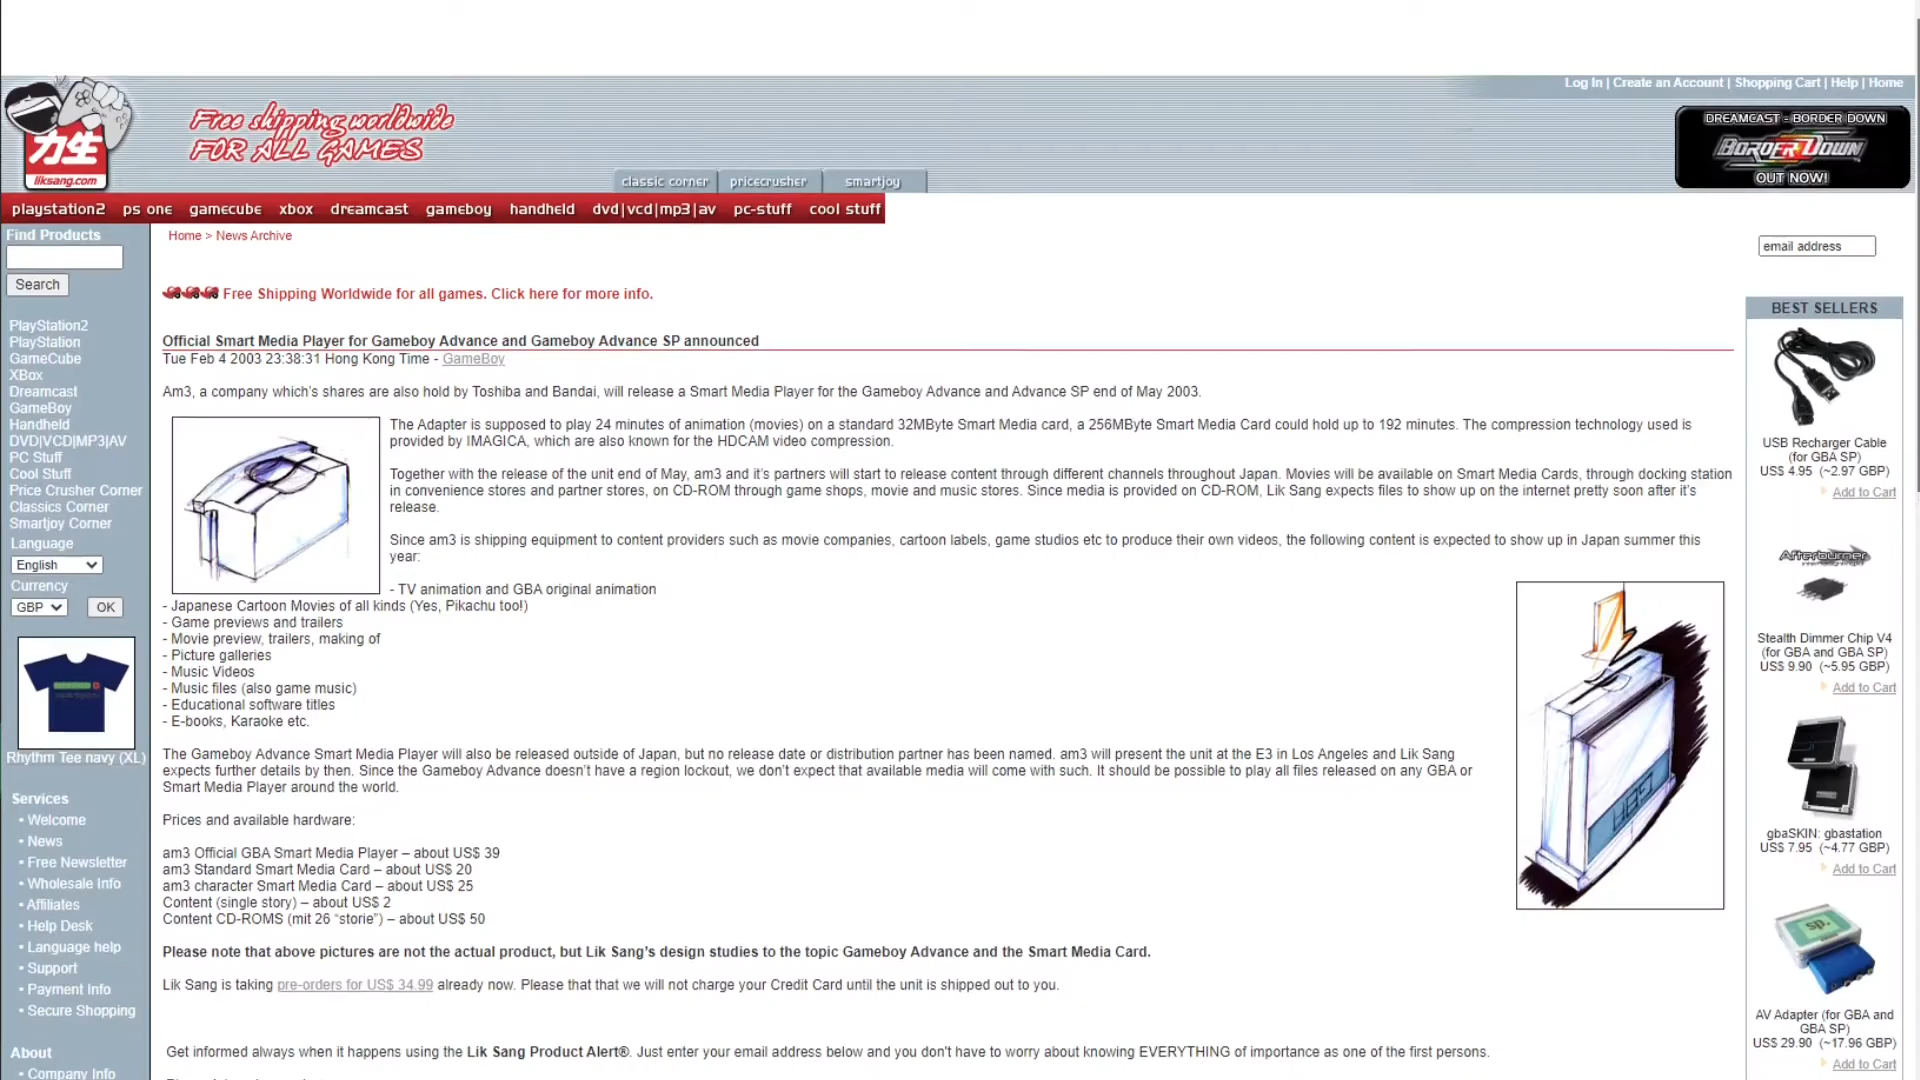 Log In | Create an Account | Shopping Cart | Help | Home
力生
liksang.com
Free shipping worldwide
FOR ALL GAMES
DREAMCAST - BORDER DOWN
BORDER DOWN
OUT NOW!
classic corner pricecrusher smartjoy
playstation2 ps one gamecube xbox dreamcast gameboy handheld dvd|vcd|mp3|av pc-stuff cool stuff
Find Products
Search
PlayStation2
PlayStation
GameCube
XBox
Dreamcast
GameBoy
Handheld
DVD|VCD|MP3|AV
PC Stuff
Cool Stuff
Price Crusher Corner
Classics Corner
Smartjoy Corner
Language
English
Currency
GBP OK
Rhythm Tee navy (XL)
Services
• Welcome
• News
• Free Newsletter
• Wholesale Info
• Affiliates
• Help Desk
• Language help
• Support
• Payment Info
• Secure Shopping
About
• Company Info
Home > News Archive
Free Shipping Worldwide for all games. Click here for more info.
Official Smart Media Player for Gameboy Advance and Gameboy Advance SP announced
Tue Feb 4 2003 23:38:31 Hong Kong Time - GameBoy
Am3, a company which's shares are also hold by Toshiba and Bandai, will release a Smart Media Player for the Gameboy Advance and Advance SP end of May 2003.
The Adapter is supposed to play 24 minutes of animation (movies) on a standard 32MByte Smart Media card, a 256MByte Smart Media Card could hold up to 192 minutes. The compression technology used is
provided by IMAGICA, which are also known for the HDCAM video compression.
Together with the release of the unit end of May, am3 and it's partners will start to release content through different channels throughout Japan. Movies will be available on Smart Media Cards, through docking station
in convenience stores and partner stores, on CD-ROM through game shops, movie and music stores. Since media is provided on CD-ROM, Lik Sang expects files to show up on the internet pretty soon after it's
release.
Since am3 is shipping equipment to content providers such as movie companies, cartoon labels, game studios etc to produce their own videos, the following content is expected to show up in Japan summer this
year:
- TV animation and GBA original animation
- Japanese Cartoon Movies of all kinds (Yes, Pikachu too!)
- Game previews and trailers
- Movie preview, trailers, making of
- Picture galleries
- Music Videos
- Music files (also game music)
- Educational software titles
- E-books, Karaoke etc.
The Gameboy Advance Smart Media Player will also be released outside of Japan, but no release date or distribution partner has been named. am3 will present the unit at the E3 in Los Angeles and Lik Sang
expects further details by then. Since the Gameboy Advance doesn't have a region lockout, we don't expect that available media will come with such. It should be possible to play all files released on any GBA or
Smart Media Player around the world.
Prices and available hardware:
am3 Official GBA Smart Media Player – about US$ 39
am3 Standard Smart Media Card – about US$ 20
am3 character Smart Media Card – about US$ 25
Content (single story) – about US$ 2
Content CD-ROMS (mit 26 “storie”) – about US$ 50
Please note that above pictures are not the actual product, but Lik Sang's design studies to the topic Gameboy Advance and the Smart Media Card.
Lik Sang is taking pre-orders for US$ 34.99 already now. Please that that we will not charge your Credit Card until the unit is shipped out to you.
Get informed always when it happens using the Lik Sang Product Alert®. Just enter your email address below and you don't have to worry about knowing EVERYTHING of importance as one of the first persons.
email address
BEST SELLERS
USB Recharger Cable
(for GBA SP)
US$ 4.95 (~2.97 GBP)
Add to Cart
Afterburner
Stealth Dimmer Chip V4
(for GBA and GBA SP)
US$ 9.90 (~5.95 GBP)
Add to Cart
gbaSKIN: gbastation
US$ 7.95 (~4.77 GBP)
Add to Cart
sp.
AV Adapter (for GBA and
GBA SP)
US$ 29.90 (~17.96 GBP)
Add to Cart